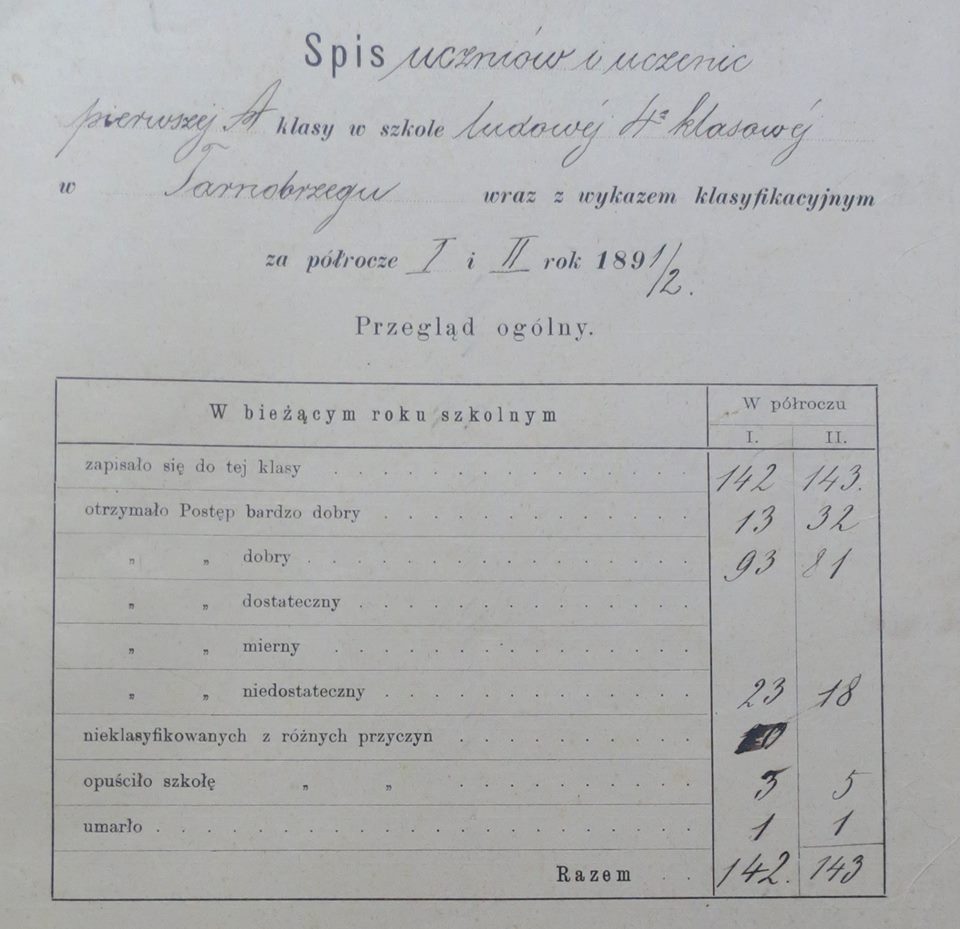 Spis uczniów i uczenic
pierwszej A klasy w szkole ludowéj 4º klasowéj
w Tarnobrzegu wraz z wykazem klasyfikacyjnym
za półrocze I i II rok 1891/2.
Przegląd ogólny.
W bieżącym roku szkolnym W półroczu
I. II.
zapisało się do tej klasy 142 143.
otrzymało Postęp bardzo dobry 13 32
„ „ dobry 93 81
„ „ dostateczny
„ „ mierny
„ „ niedostateczny 23 18
nieklasyfikowanych z różnych przyczyn
opuściło szkołę „ „ 3 5
umarło 1 1
Razem 142. 143